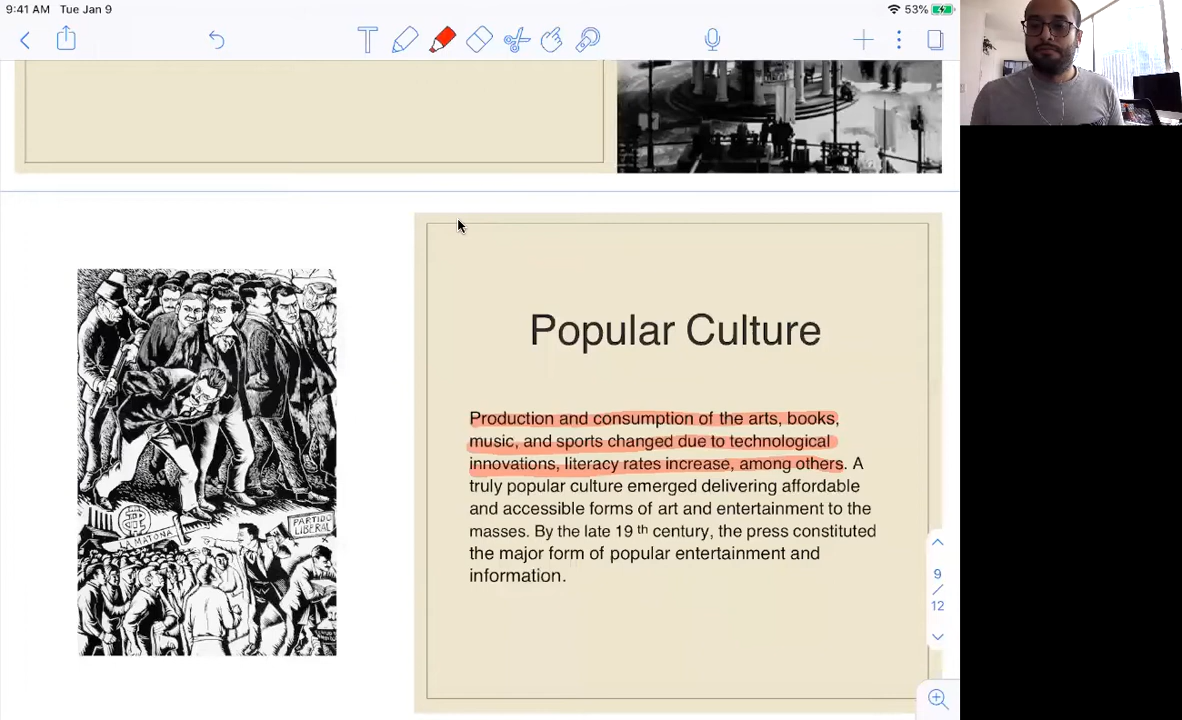 9:41 AM Tue Jan 9
53%
T
Popular Culture
Production and consumption of the arts, books,
music, and sports changed due to technological
innovations, literacy rates increase, among others. A
truly popular culture emerged delivering affordable
and accessible forms of art and entertainment to the
masses. By the late 19 th century, the press constituted
the major form of popular entertainment and
information.
PARTIDO
LIBERAL
LA MATONA
9
/
12